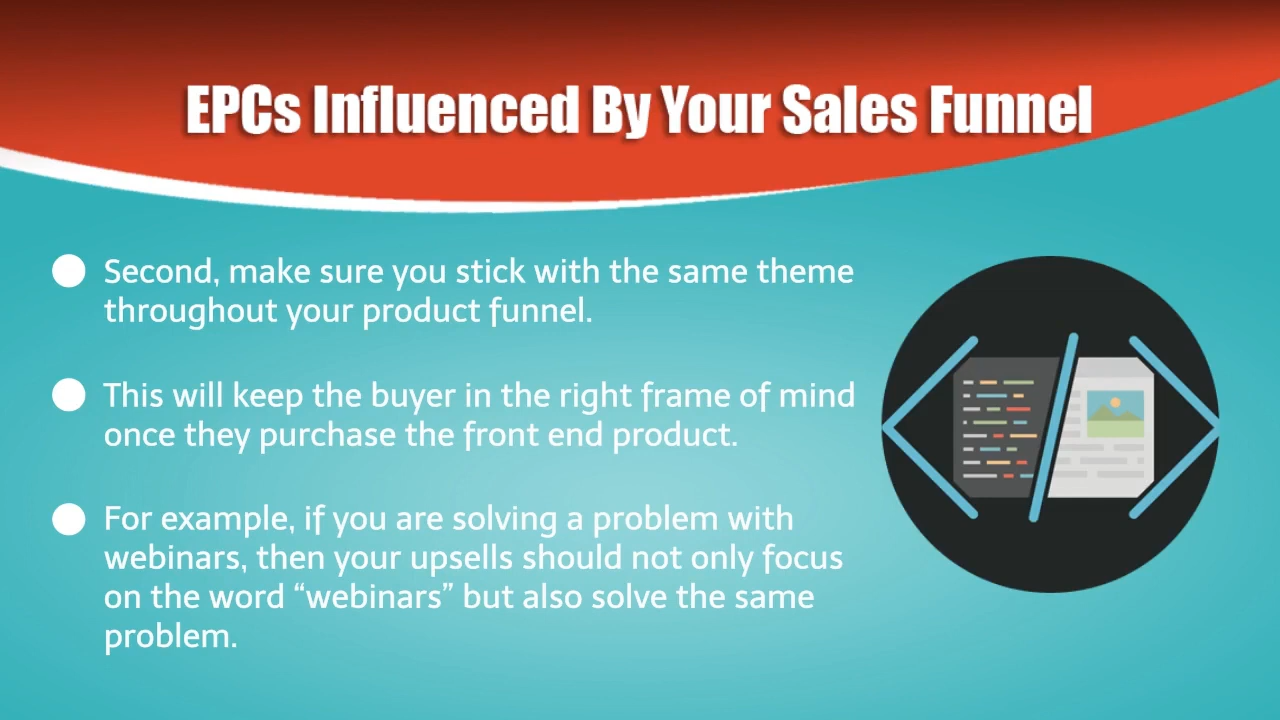 EPCs Influenced By Your Sales Funnel
Second, make sure you stick with the same theme
throughout your product funnel.
This will keep the buyer in the right frame of mind
once they purchase the front end product.
For example, if you are solving a problem with
webinars, then your upsells should not only focus
on the word “webinars” but also solve the same
problem.